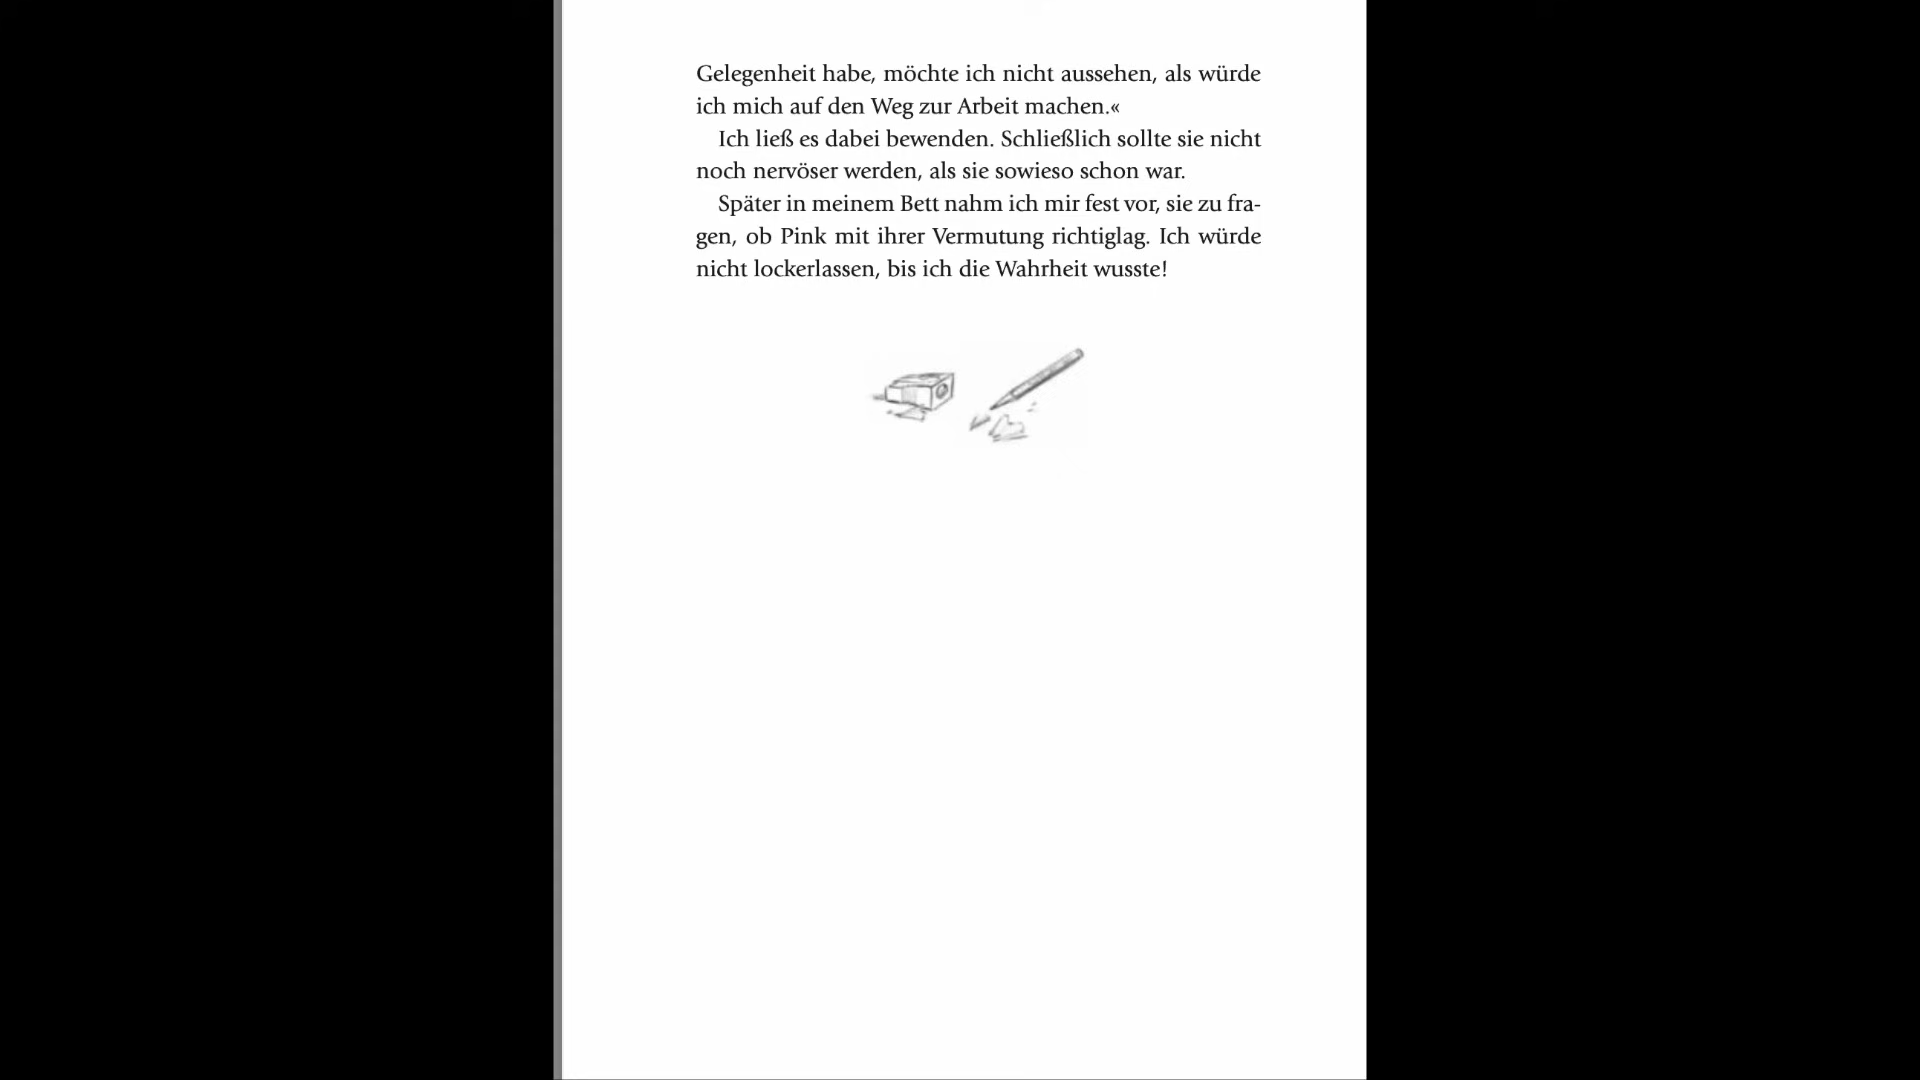 Gelegenheit habe, möchte ich nicht aussehen, als würde
ich mich auf den Weg zur Arbeit machen.«
Ich ließ es dabei bewenden. Schließlich sollte sie nicht
noch nervöser werden, als sie sowieso schon war.
Später in meinem Bett nahm ich mir fest vor, sie zu fra-
gen, ob Pink mit ihrer Vermutung richtiglag. Ich würde
nicht lockerlassen, bis ich die Wahrheit wusste!